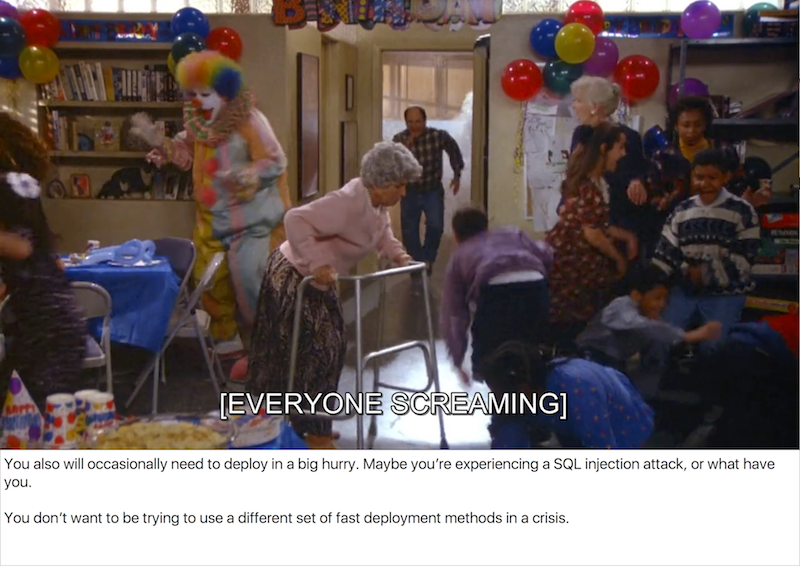 BIRTHDAY
[EVERYONE SCREAMING]
You also will occasionally need to deploy in a big hurry. Maybe you’re experiencing a SQL injection attack, or what have
you.
You don’t want to be trying to use a different set of fast deployment methods in a crisis.